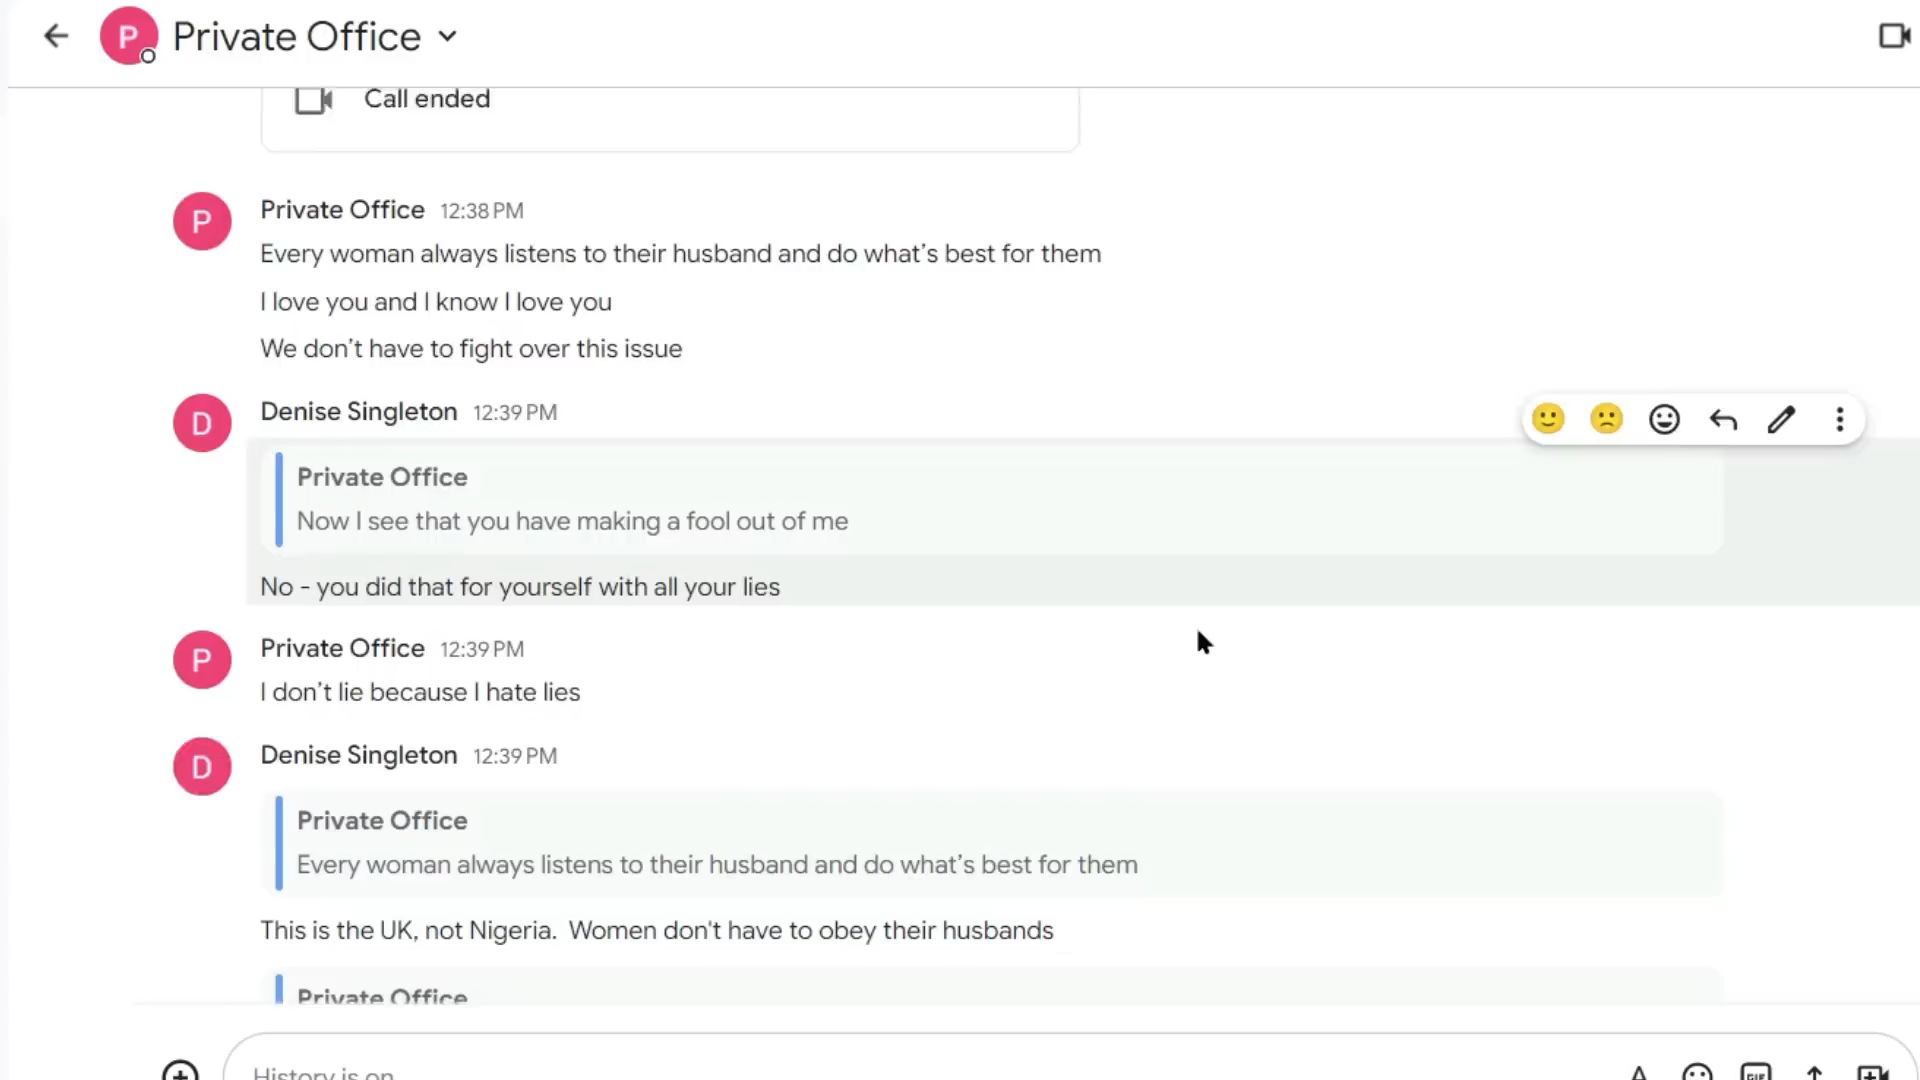 P Private Office
Call ended
P Private Office 12:38 PM
Every woman always listens to their husband and do what's best for them
I love you and I know I love you
We don't have to fight over this issue
D Denise Singleton 12:39 PM
Private Office
Now I see that you have making a fool out of me
No - you did that for yourself with all your lies
P Private Office 12:39 PM
I don't lie because I hate lies
D Denise Singleton 12:39 PM
Private Office
Every woman always listens to their husband and do what's best for them
This is the UK, not Nigeria.  Women don't have to obey their husbands
Private Office
History is on
A GIF